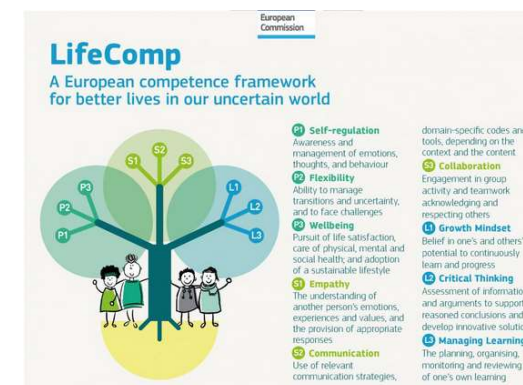 European
Commission
LifeComp
A European competence framework
for better lives in our uncertain world
S2
S1
S3
P3
P2
P1
L1
L2
L3
P1 Self-regulation
Awareness and
management of emotions,
thoughts, and behaviour
P2 Flexibility
Ability to manage
transitions and uncertainty,
and to face challenges
P3 Wellbeing
Pursuit of life satisfaction,
care of physical, mental and
social health; and adoption
of a sustainable lifestyle
S1 Empathy
The understanding of
another person's emotions,
experiences and values, and
the provision of appropriate
responses
S2 Communication
Use of relevant
communication strategies,
domain-specific codes an
tools, depending on the
context and the content
S3 Collaboration
Engagement in group
activity and teamwork
acknowledging and
respecting others
L1 Growth Mindset
Belief in one's and others'
potential to continuously
learn and progress
L2 Critical Thinking
Assessment of informatio
and arguments to support
reasoned conclusions and
develop innovative solutio
L3 Managing Learning
The planning, organising,
monitoring and reviewing
of one's own learning